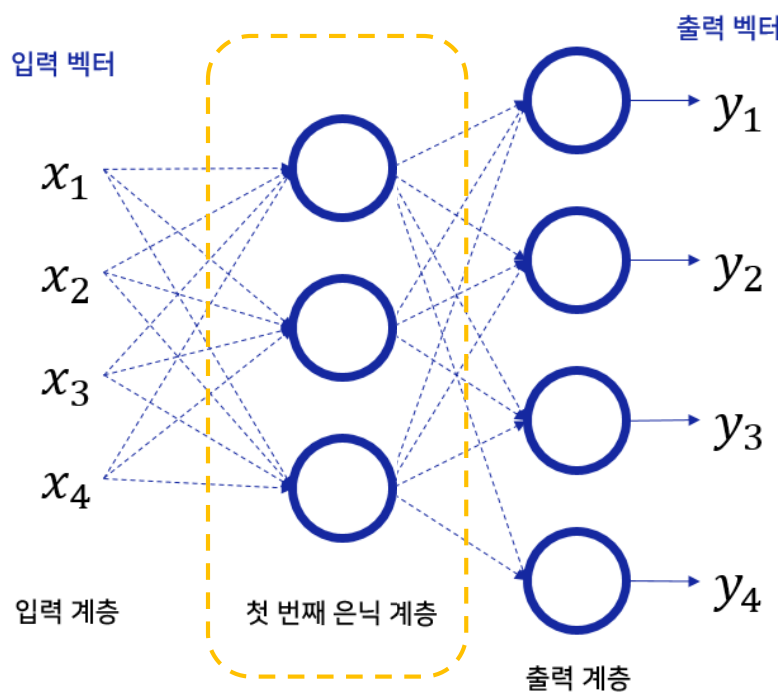 입력 벡터
출력 벡터
x₁
x₂
x₃
x₄
y₁
y₂
y₃
y₄
입력 계층
첫 번째 은닉 계층
출력 계층